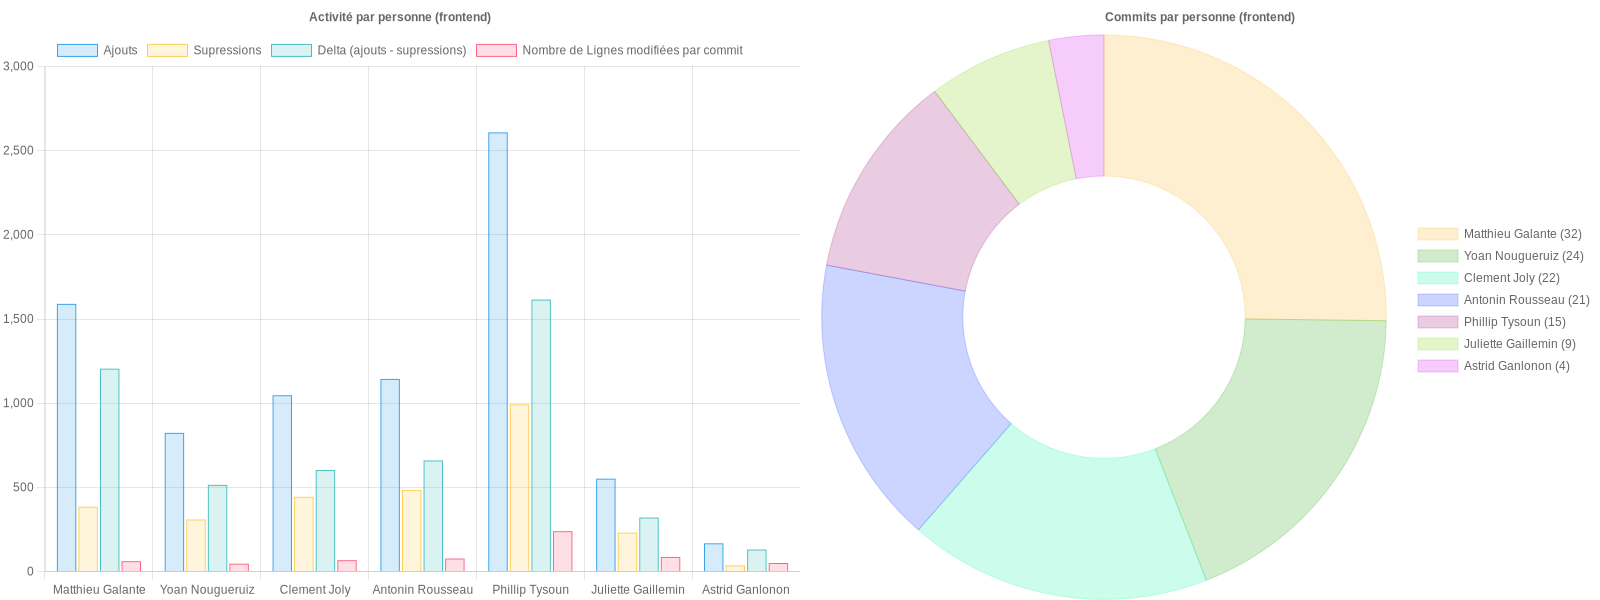 Activité par personne (frontend)
Ajouts
Supressions
Delta (ajouts - supressions)
Nombre de Lignes modifiées par commit
3,000
2,500
2,000
1,500
1,000
500
0
Matthieu Galante
Yoan Nougueruiz
Clement Joly
Antonin Rousseau
Phillip Tysoun
Juliette Gaillemin
Astrid Ganlonon
Commits par personne (frontend)
Matthieu Galante (32)
Yoan Nougueruiz (24)
Clement Joly (22)
Antonin Rousseau (21)
Phillip Tysoun (15)
Juliette Gaillemin (9)
Astrid Ganlonon (4)